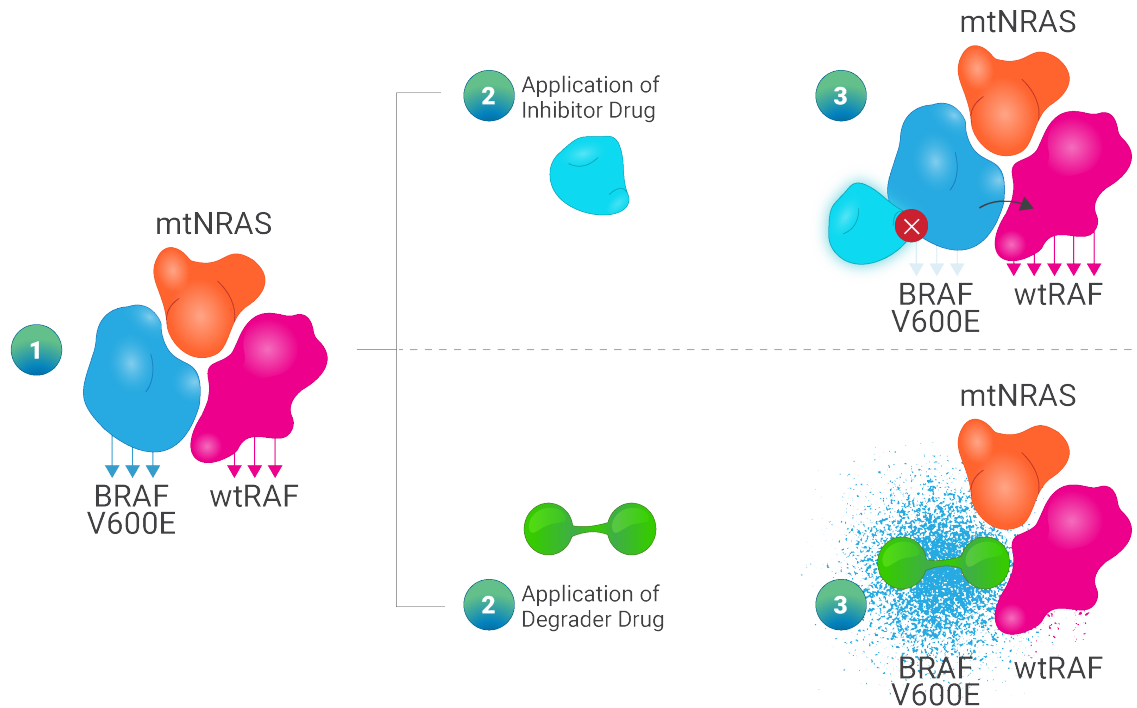 mtNRAS
1
BRAF
V600E
wtRAF
2
Application of
Inhibitor Drug
3
mtNRAS
BRAF
V600E
wtRAF
2
Application of
Degrader Drug
3
mtNRAS
BRAF
V600E
wtRAF